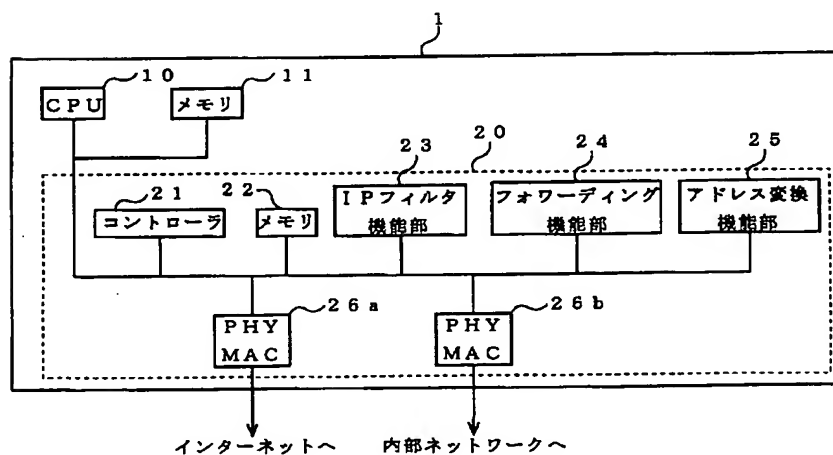 1
10
11
CPU
メモリ
20
23
24
25
21
22
IPフィルタ
機能部
フォワーディング
機能部
アドレス変換
機能部
コントローラ
メモリ
26a
26b
PHY
MAC
PHY
MAC
インターネットへ
内部ネットワークへ